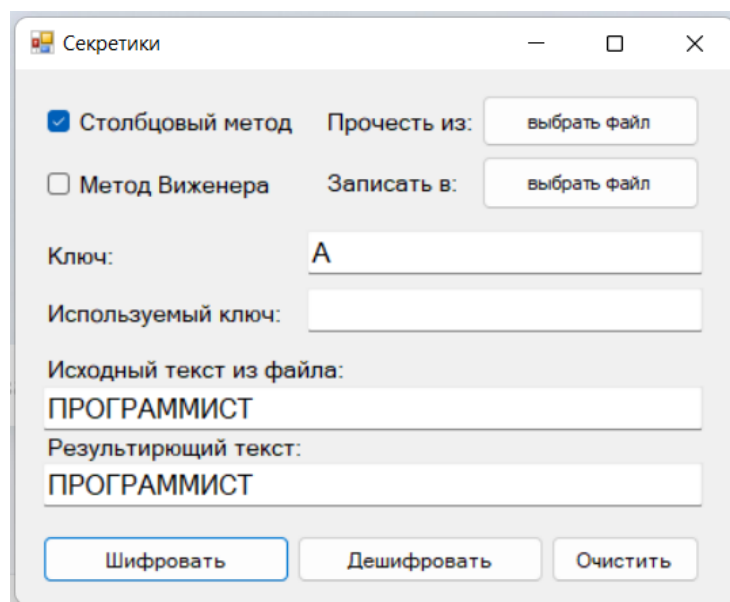 Секретики
Столбцовый метод Прочесть из: выбрать файл
Метод Виженера Записать в: выбрать файл
Ключ: А
Используемый ключ:
Исходный текст из файла:
ПРОГРАММИСТ
Результирющий текст:
ПРОГРАММИСТ
Шифровать Дешифровать Очистить